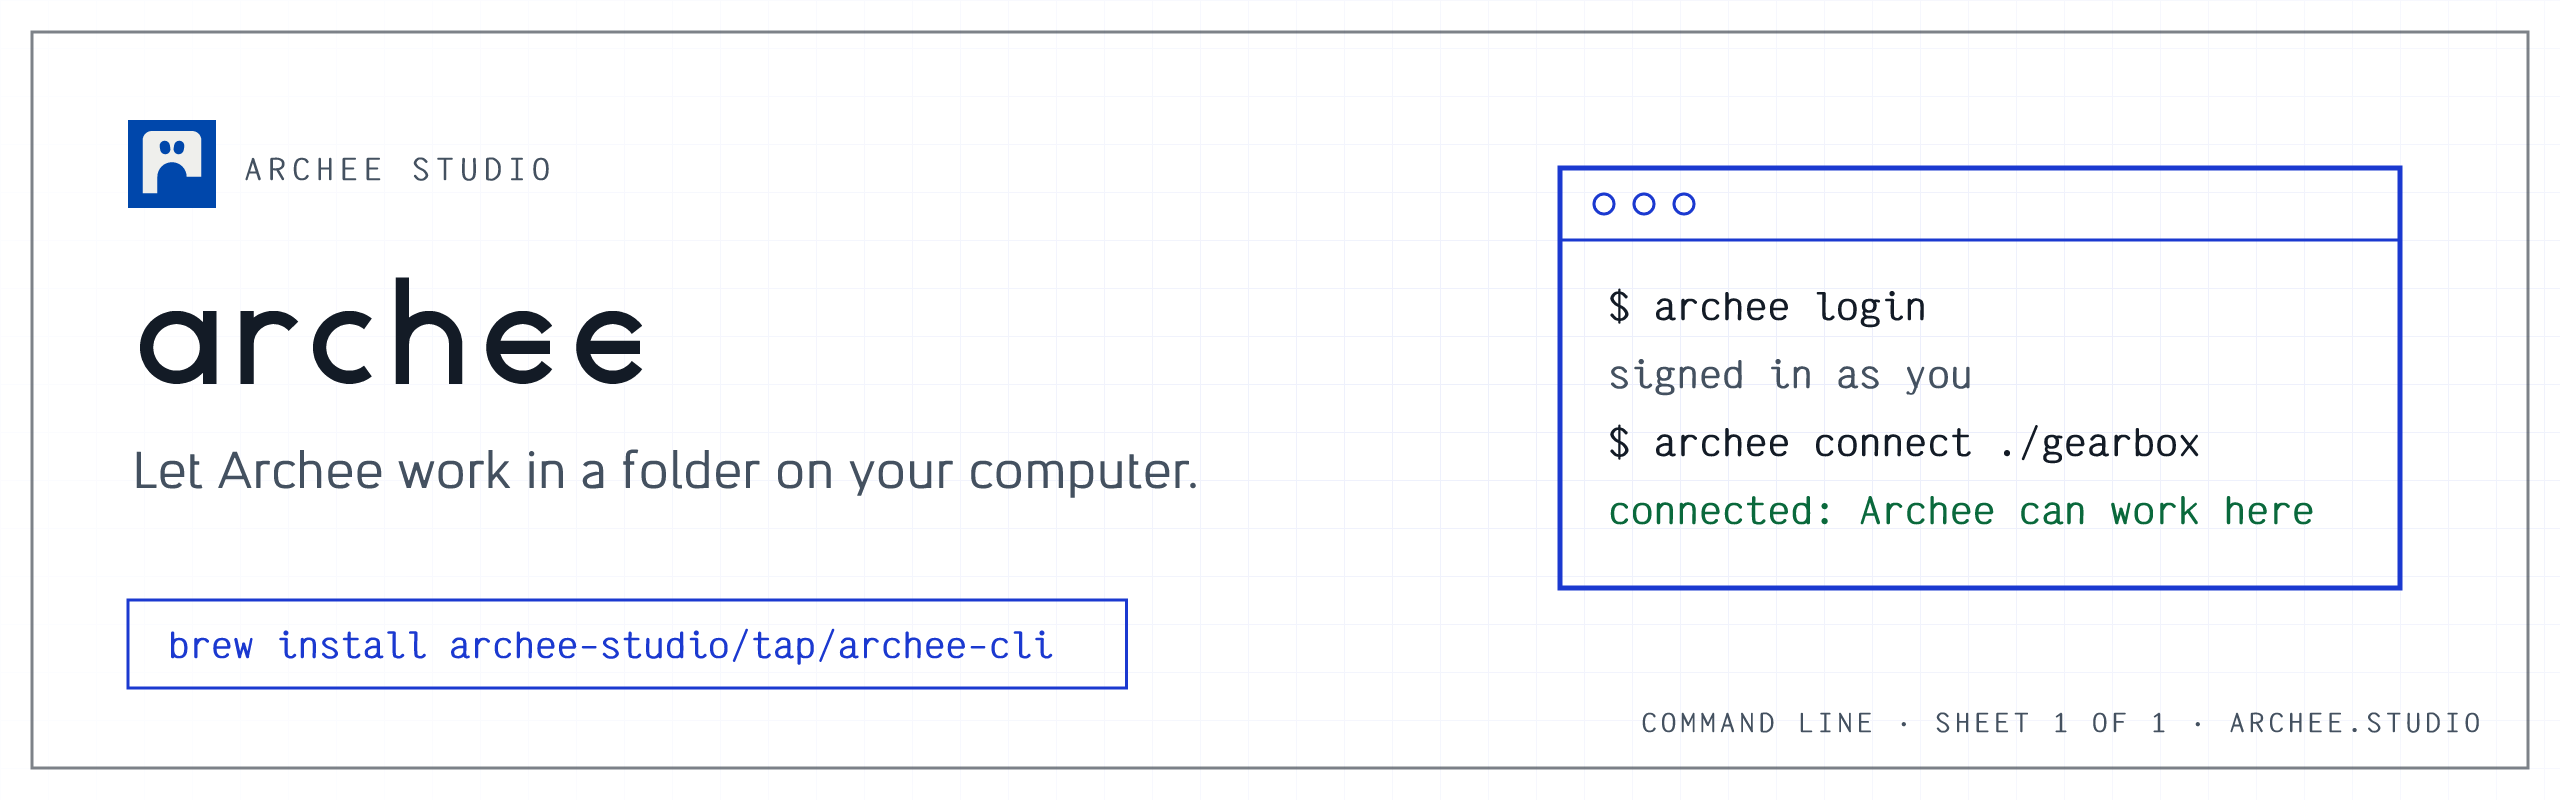 ARCHEE STUDIO
archee
Let Archee work in a folder on your computer.
brew install archee-studio/tap/archee-cli
$ archee login
signed in as you
$ archee connect ./gearbox
connected: Archee can work here
COMMAND LINE · SHEET 1 OF 1 · ARCHEE.STUDIO